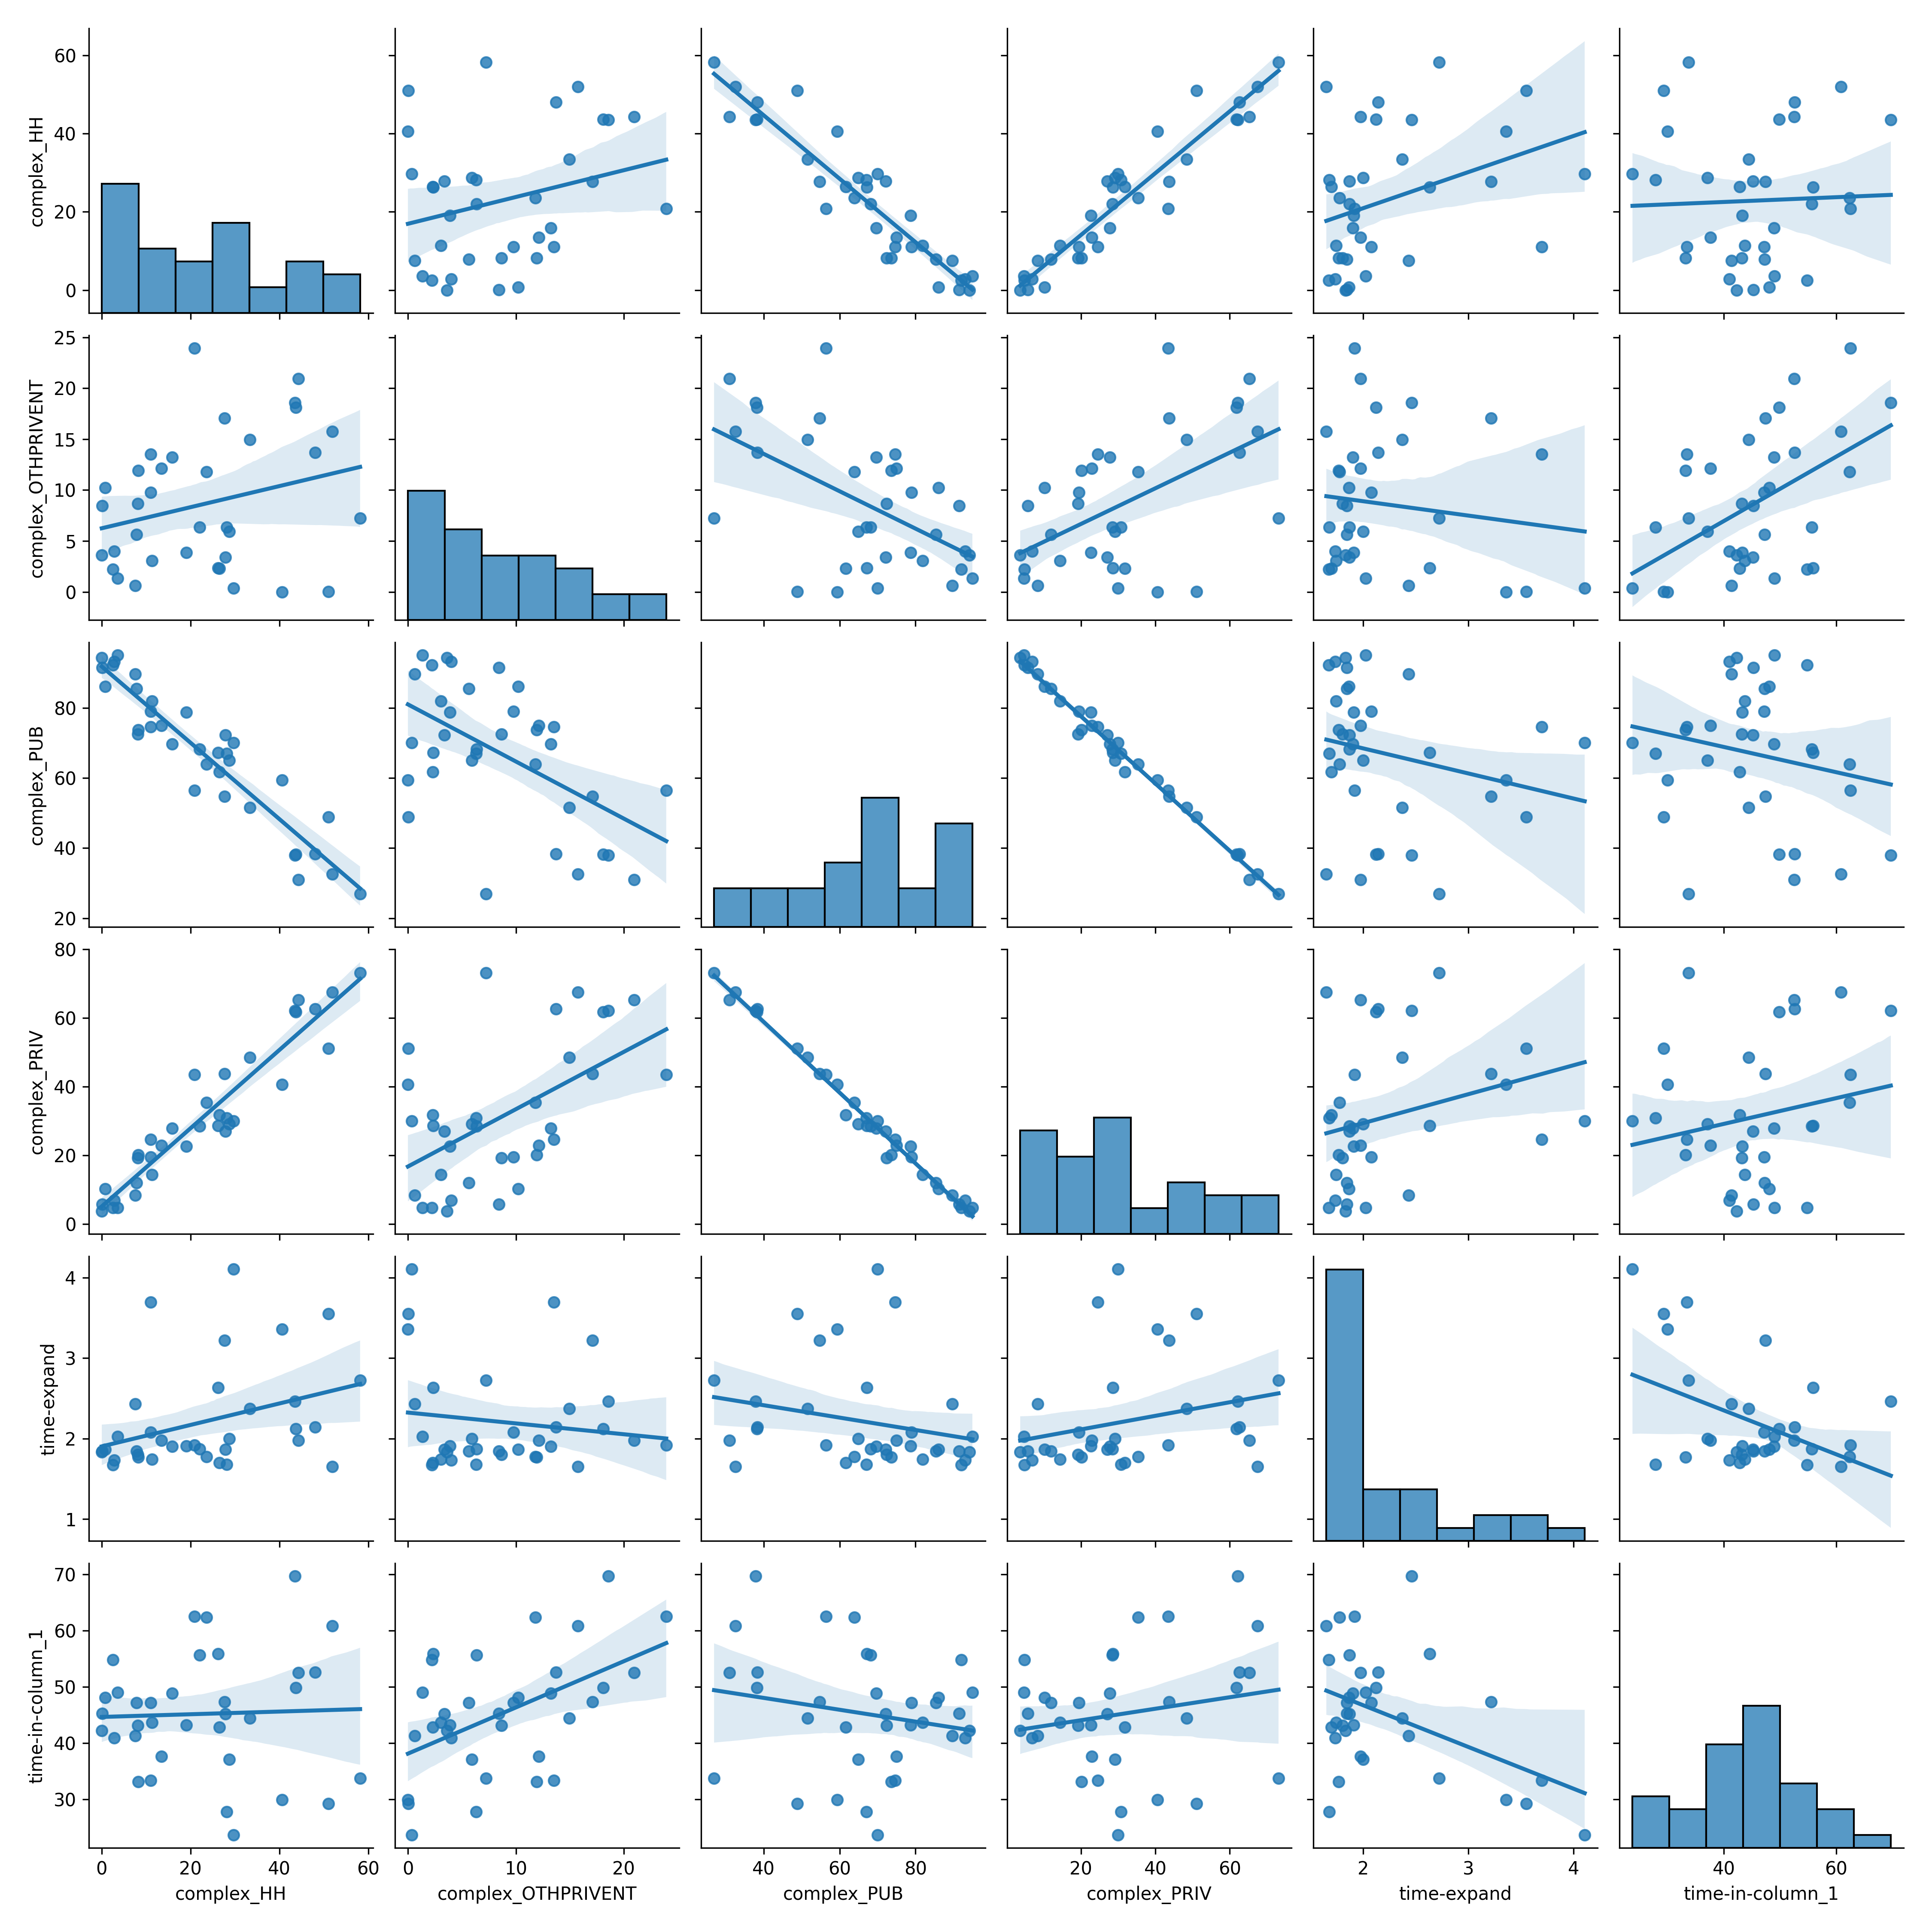 60
40
20
0
complex_HH
25
20
15
10
5
0
complex_OTHPRIVENT
80
60
40
20
complex_PUB
80
60
40
20
0
complex_PRIV
4
3
2
1
time-expand
70
60
50
40
30
time-in-column_1
0 20 40 60
0 10 20
40 60 80
20 40 60
2 3 4
40 60
complex_HH
complex_OTHPRIVENT
complex_PUB
complex_PRIV
time-expand
time-in-column_1